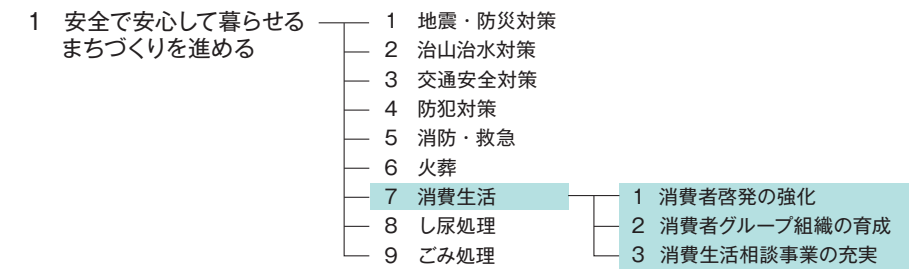 1 安全で安心して暮らせる
まちづくりを進める
1 地震・防災対策
2 治山治水対策
3 交通安全対策
4 防犯対策
5 消防・救急
6 火葬
7 消費生活
8 し尿処理
9 ごみ処理
1 消費者啓発の強化
2 消費者グループ組織の育成
3 消費生活相談事業の充実